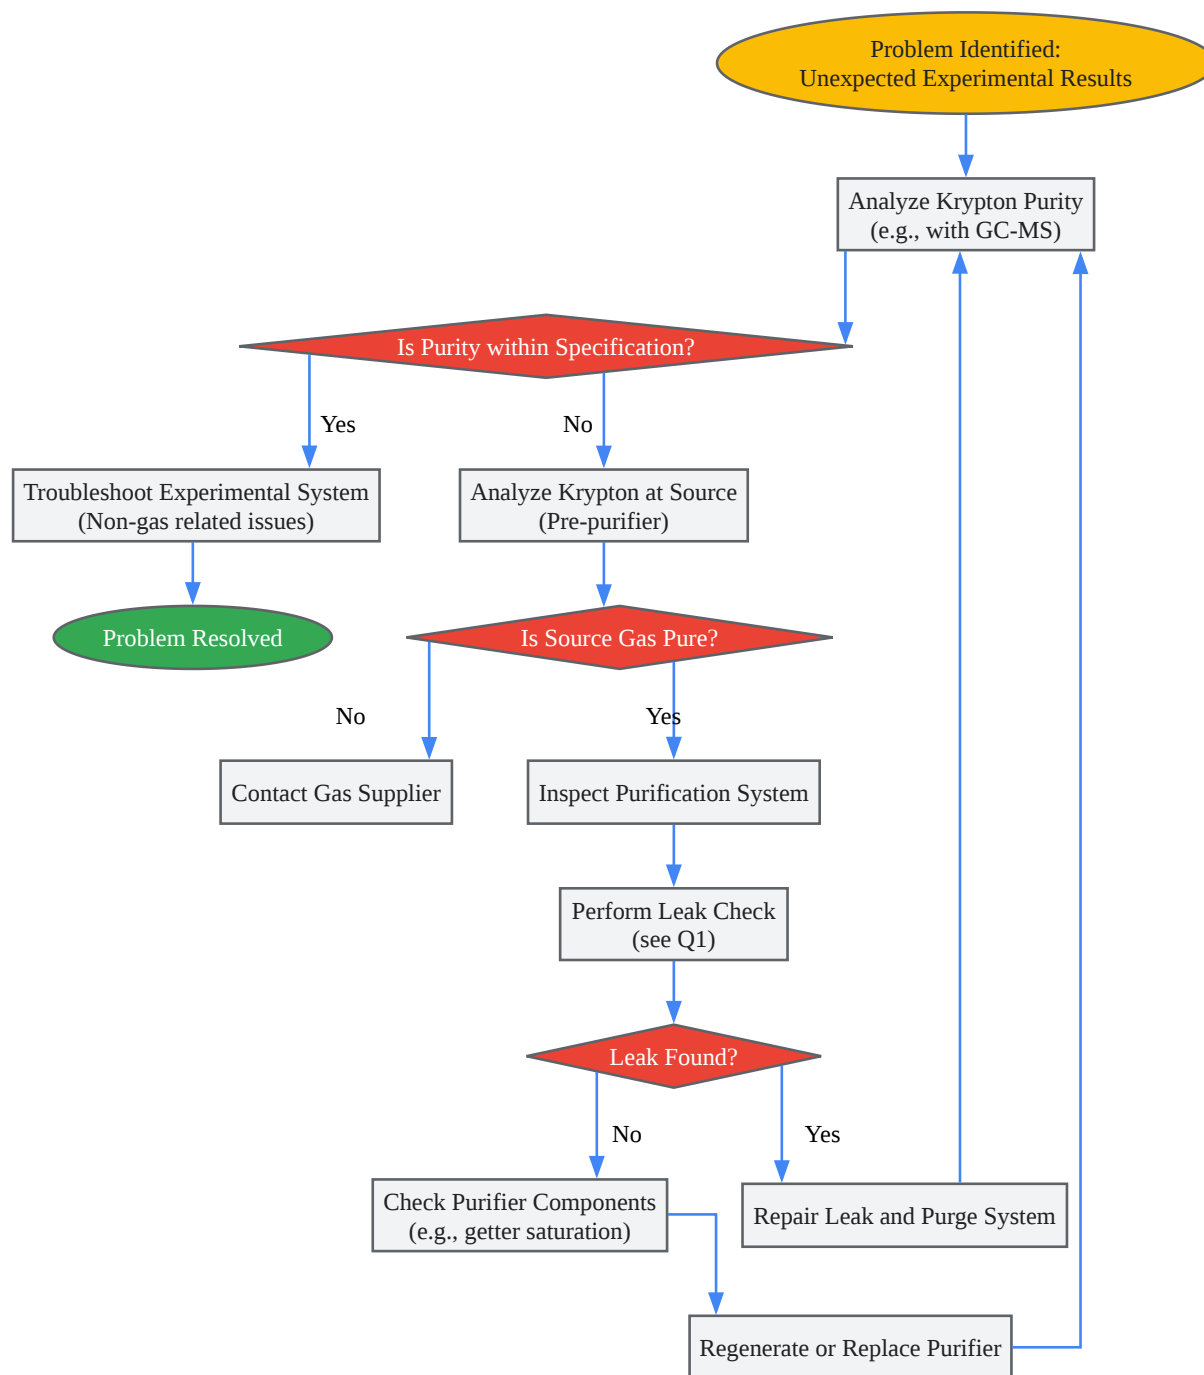 Problem Identified:
Unexpected Experimental Results
Analyze Krypton Purity
(e.g., with GC-MS)
Is Purity within Specification?
Yes
No
Troubleshoot Experimental System
(Non-gas related issues)
Analyze Krypton at Source
(Pre-purifier)
Problem Resolved
Is Source Gas Pure?
No
Yes
Contact Gas Supplier
Inspect Purification System
Perform Leak Check
(see Q1)
Leak Found?
No
Yes
Check Purifier Components
(e.g., getter saturation)
Repair Leak and Purge System
Regenerate or Replace Purifier